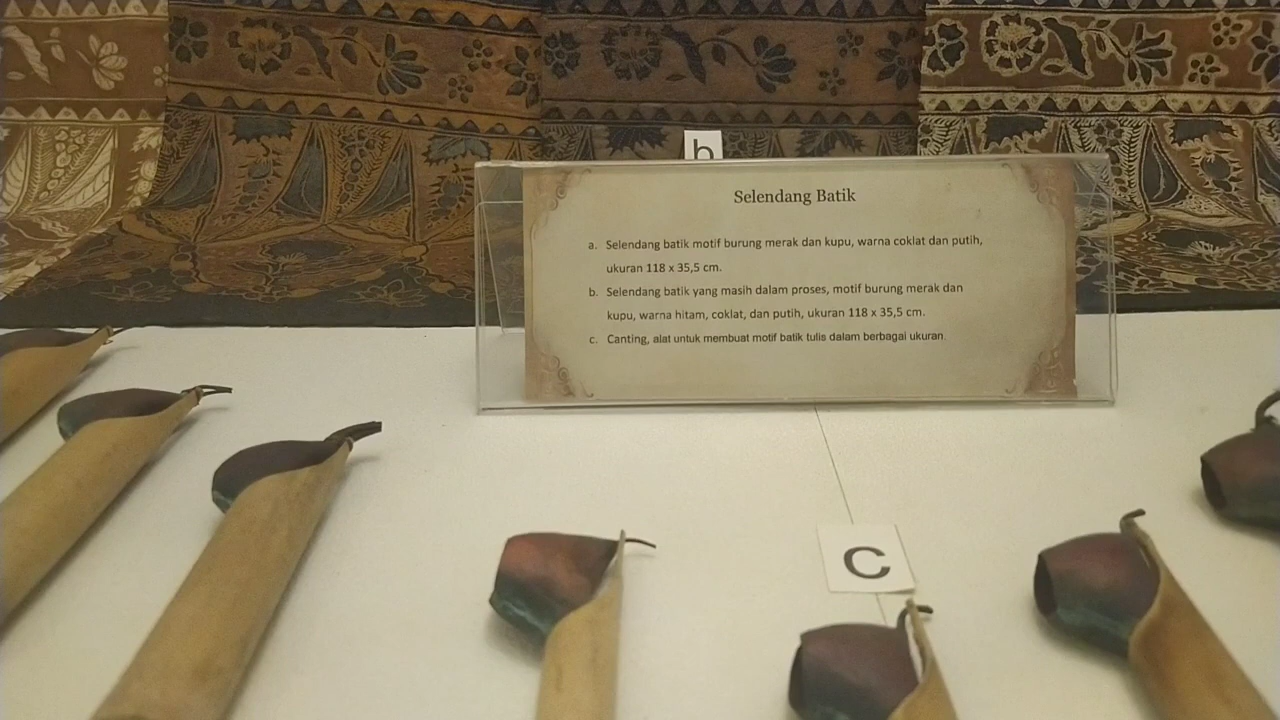 b
Selendang Batik
a. Selendang batik motif burung merak dan kupu, warna coklat dan putih,
ukuran 118 x 35,5 cm.
b. Selendang batik yang masih dalam proses, motif burung merak dan
kupu, warna hitam, coklat, dan putih, ukuran 118 x 35,5 cm.
c. Canting, alat untuk membuat motif batik tulis dalam berbagai ukuran.
C